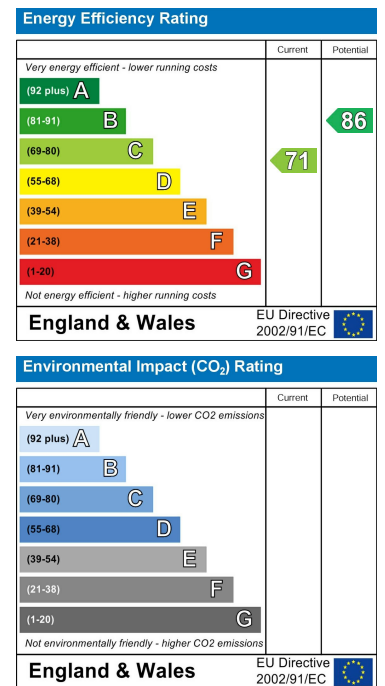 Energy Efficiency Rating
Current Potential
Very energy efficient - lower running costs
(92 plus) A
(81-91) B 86
(69-80) C 71
(55-68) D
(39-54) E
(21-38) F
(1-20) G
Not energy efficient - higher running costs
England & Wales EU Directive
2002/91/EC
Environmental Impact (CO₂) Rating
Current Potential
Very environmentally friendly - lower CO2 emissions
(92 plus) A
(81-91) B
(69-80) C
(55-68) D
(39-54) E
(21-38) F
(1-20) G
Not environmentally friendly - higher CO2 emissions
England & Wales EU Directive
2002/91/EC